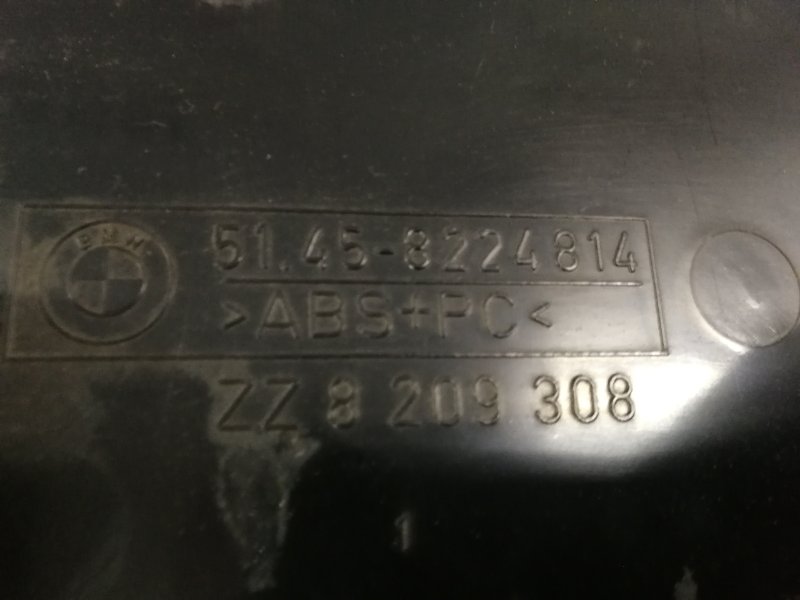 BMW
51.45-8224814
>ABS+PC<
ZZ 8 209 308
1